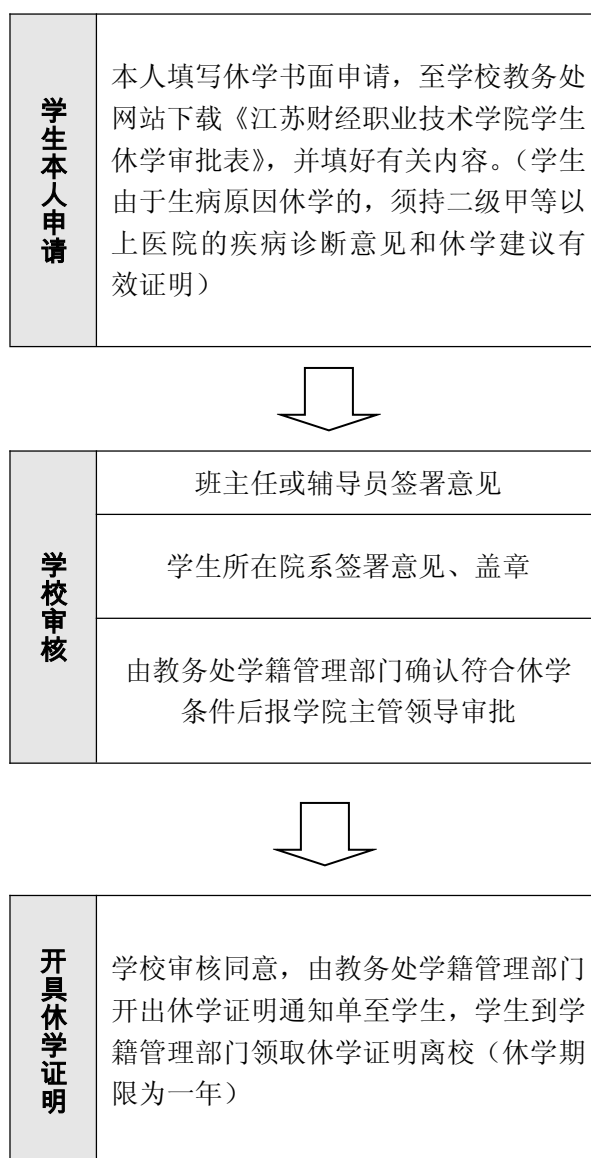 学生本人申请
本人填写休学书面申请，至学校教务处
网站下载《江苏财经职业技术学院学生
休学审批表》，并填好有关内容。（学生
由于生病原因休学的，须持二级甲等以
上医院的疾病诊断意见和休学建议有
效证明）
学校审核
班主任或辅导员签署意见
学生所在院系签署意见、盖章
由教务处学籍管理部门确认符合休学
条件后报学院主管领导审批
开具休学证明
学校审核同意，由教务处学籍管理部门
开出休学证明通知单至学生，学生到学
籍管理部门领取休学证明离校（休学期
限为一年）